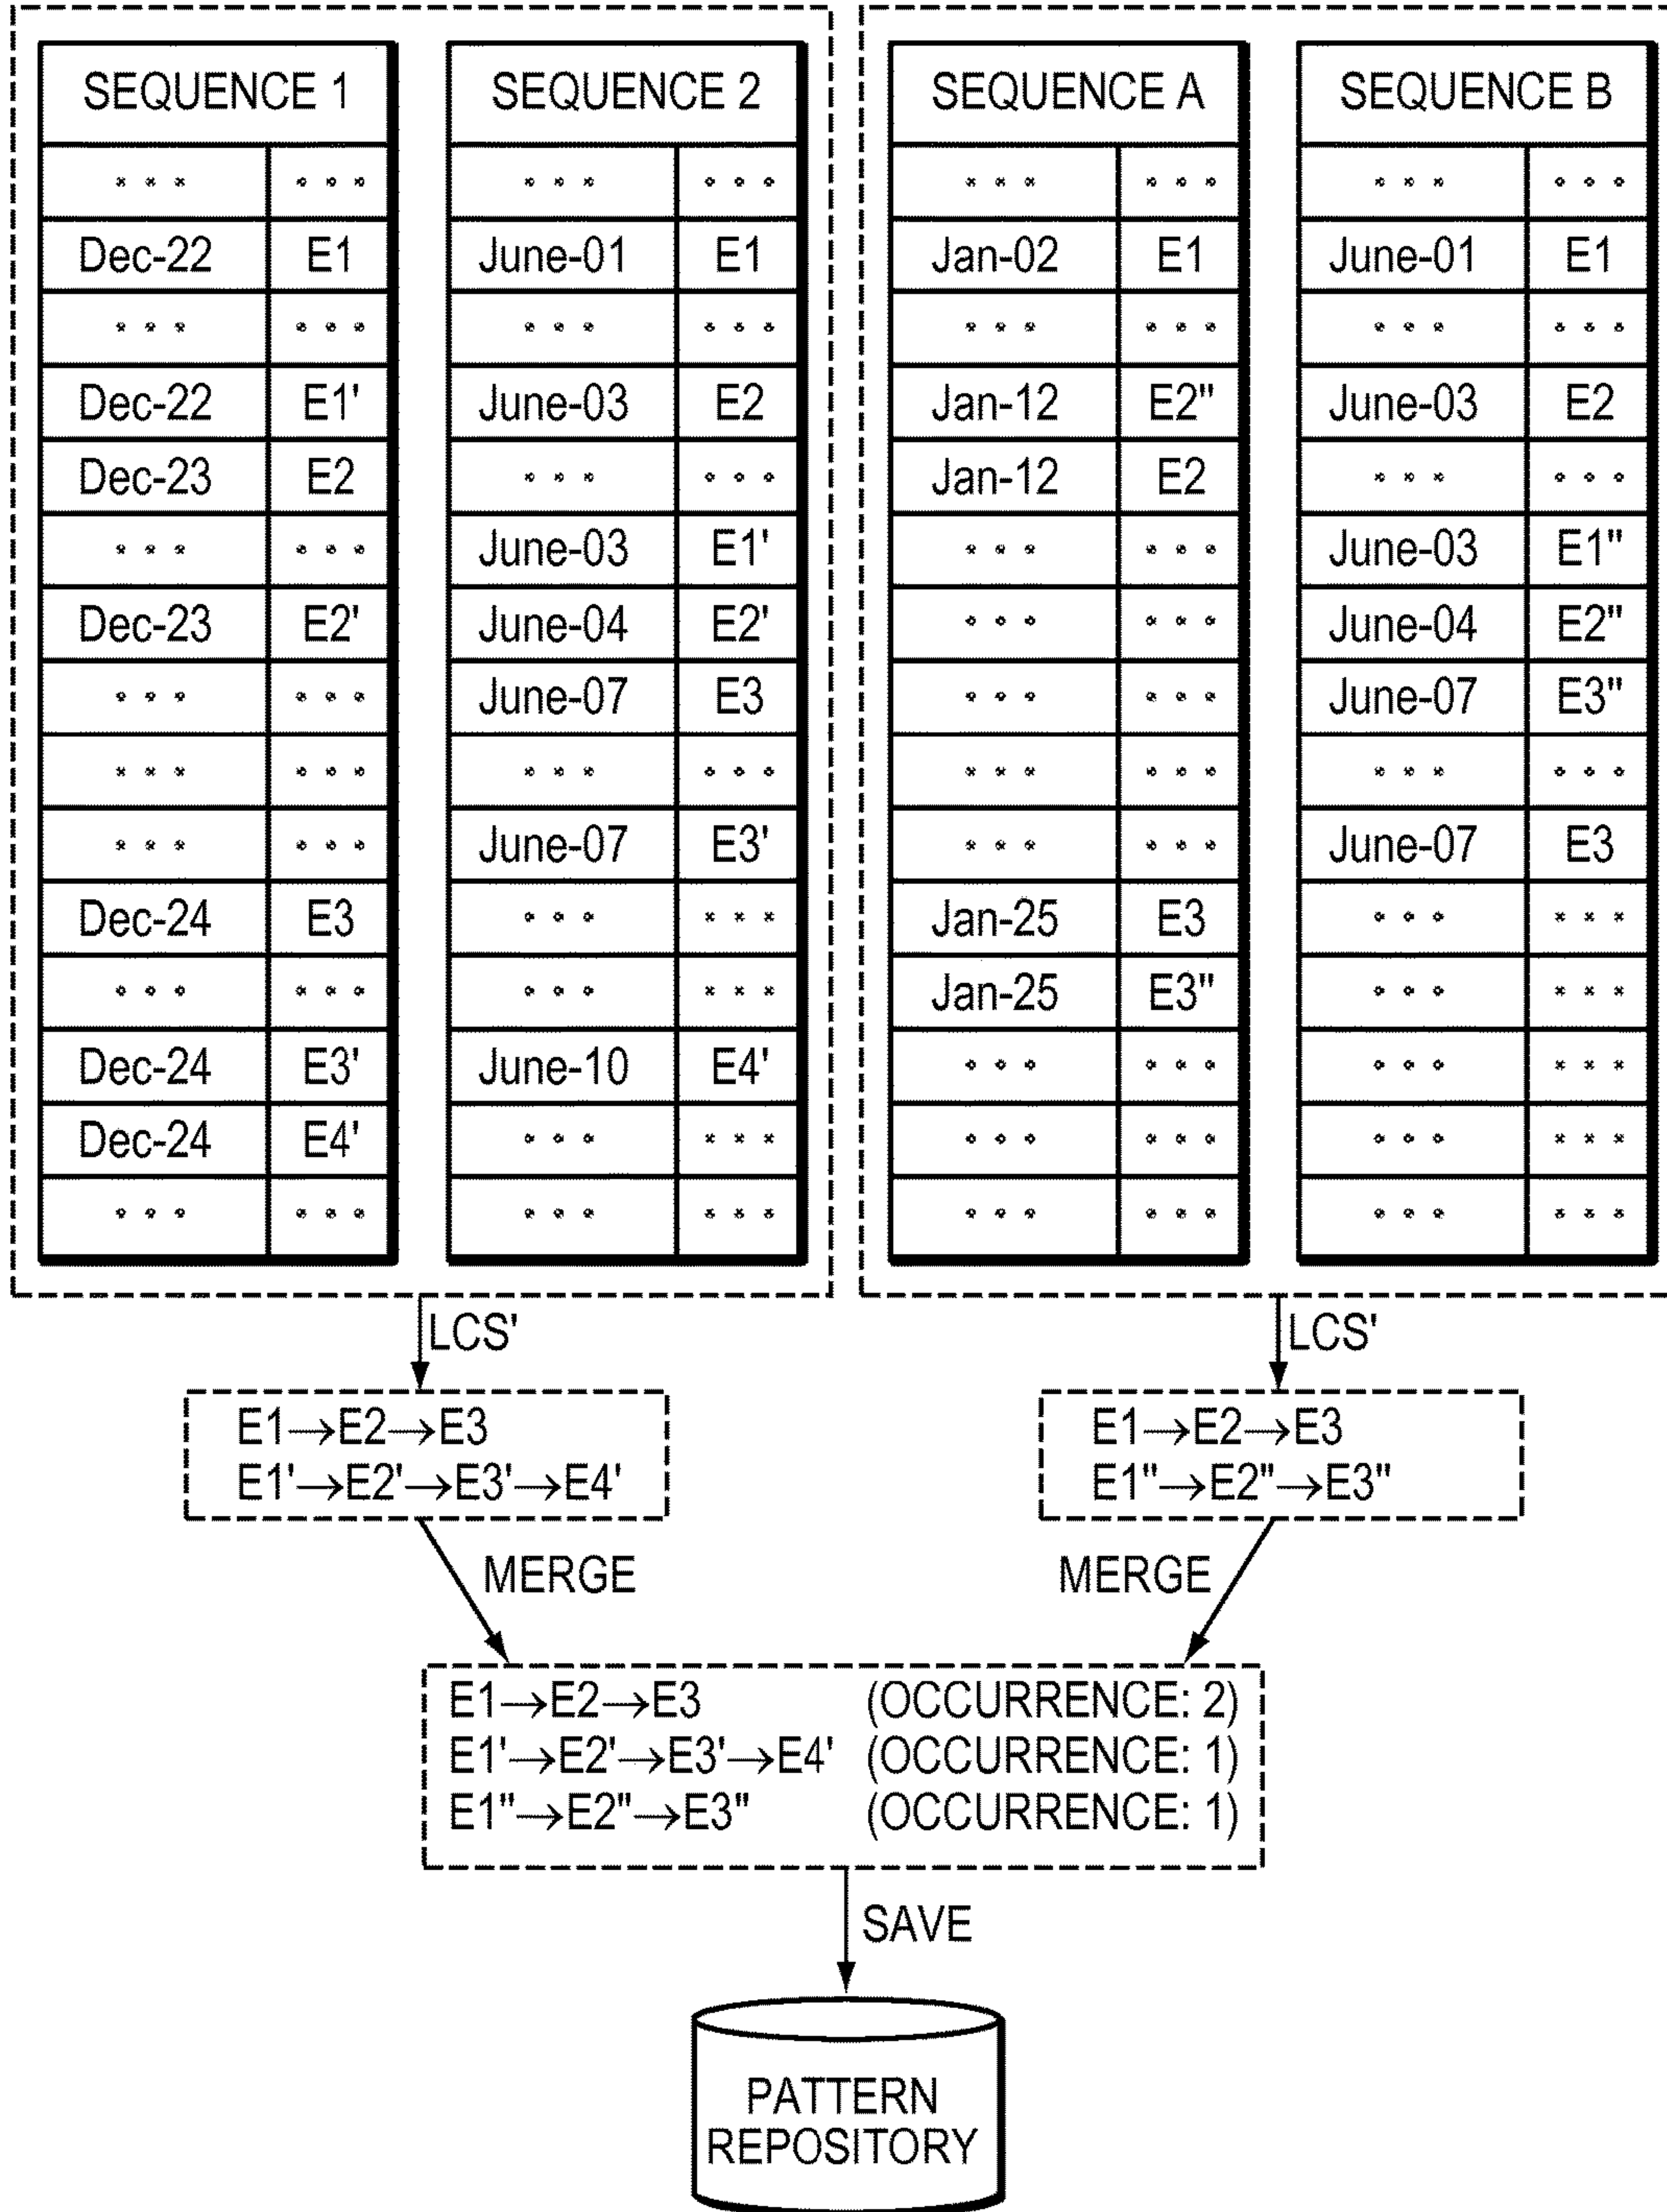 SEQUENCE 1 SEQUENCE 2 SEQUENCE A SEQUENCE B
... ... ... ... ... ... ... ...
Dec-22 E1 June-01 E1 Jan-02 E1 June-01 E1
... ... ... ... ... ... ... ...
Dec-22 E1' June-03 E2 Jan-12 E2" June-03 E2
Dec-23 E2 ... ... Jan-12 E2 ... ...
... ... June-03 E1' ... ... June-03 E1"
Dec-23 E2' June-04 E2' ... ... June-04 E2"
... ... June-07 E3 ... ... June-07 E3"
... ... ... ... ... ... ... ...
... ... June-07 E3' ... ... June-07 E3
Dec-24 E3 ... ... Jan-25 E3 ... ...
... ... ... ... Jan-25 E3" ... ...
Dec-24 E3' June-10 E4' ... ... ... ...
Dec-24 E4' ... ... ... ... ... ...
... ... ... ... ... ... ... ...
LCS' LCS'
E1→E2→E3 E1→E2→E3
E1'→E2'→E3'→E4' E1"→E2"→E3"
MERGE MERGE
E1→E2→E3 (OCCURRENCE: 2)
E1'→E2'→E3'→E4' (OCCURRENCE: 1)
E1"→E2"→E3" (OCCURRENCE: 1)
SAVE
PATTERN
REPOSITORY